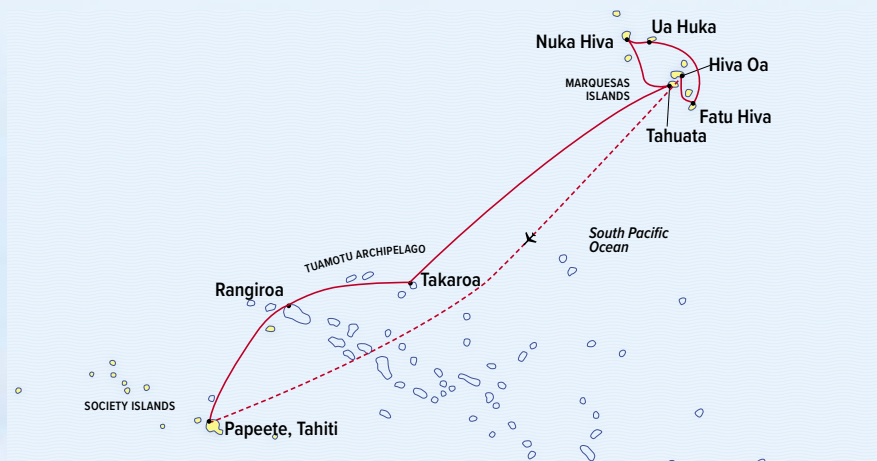 Ua Huka
Nuka Hiva
Hiva Oa
MARQUESAS
ISLANDS
Fatu Hiva
Tahuata
South Pacific
Ocean
TUAMOTU ARCHIPELAGO
Takaroa
Rangiroa
SOCIETY ISLANDS
Papeete, Tahiti